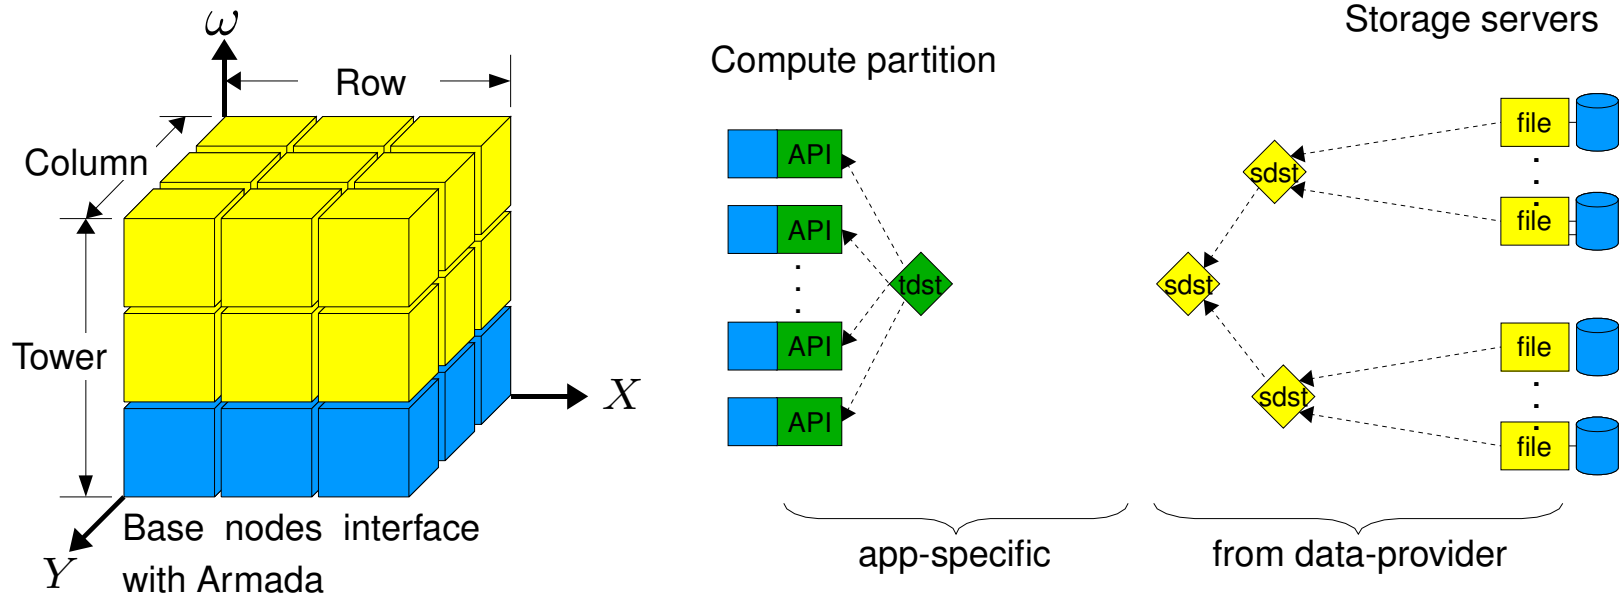 ω
Row
Column
Tower
X
Y
Base nodes interface
with Armada
Compute partition
API
API
API
API
tdst
app-specific
Storage servers
sdst
sdst
sdst
file
file
file
file
from data-provider